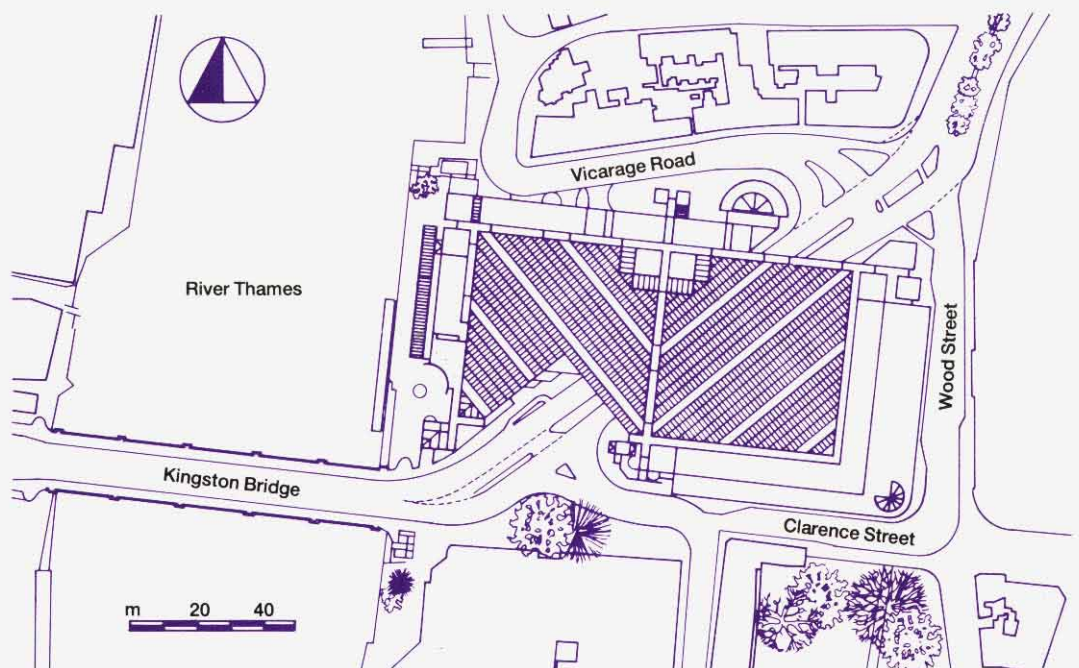 Vicarage Road
River Thames
Wood Street
Kingston Bridge
Clarence Street
m 20 40